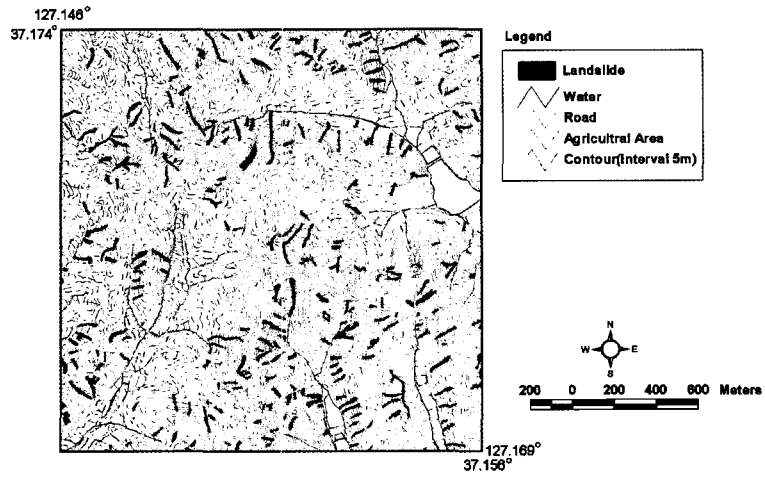 127.146°
37.174°
Legend
Landslide
Water
Road
Agricultral Area
Contour(Interval 5m)
N
W E
S
200 0 200 400 600 Meters
127.169°
37.156°